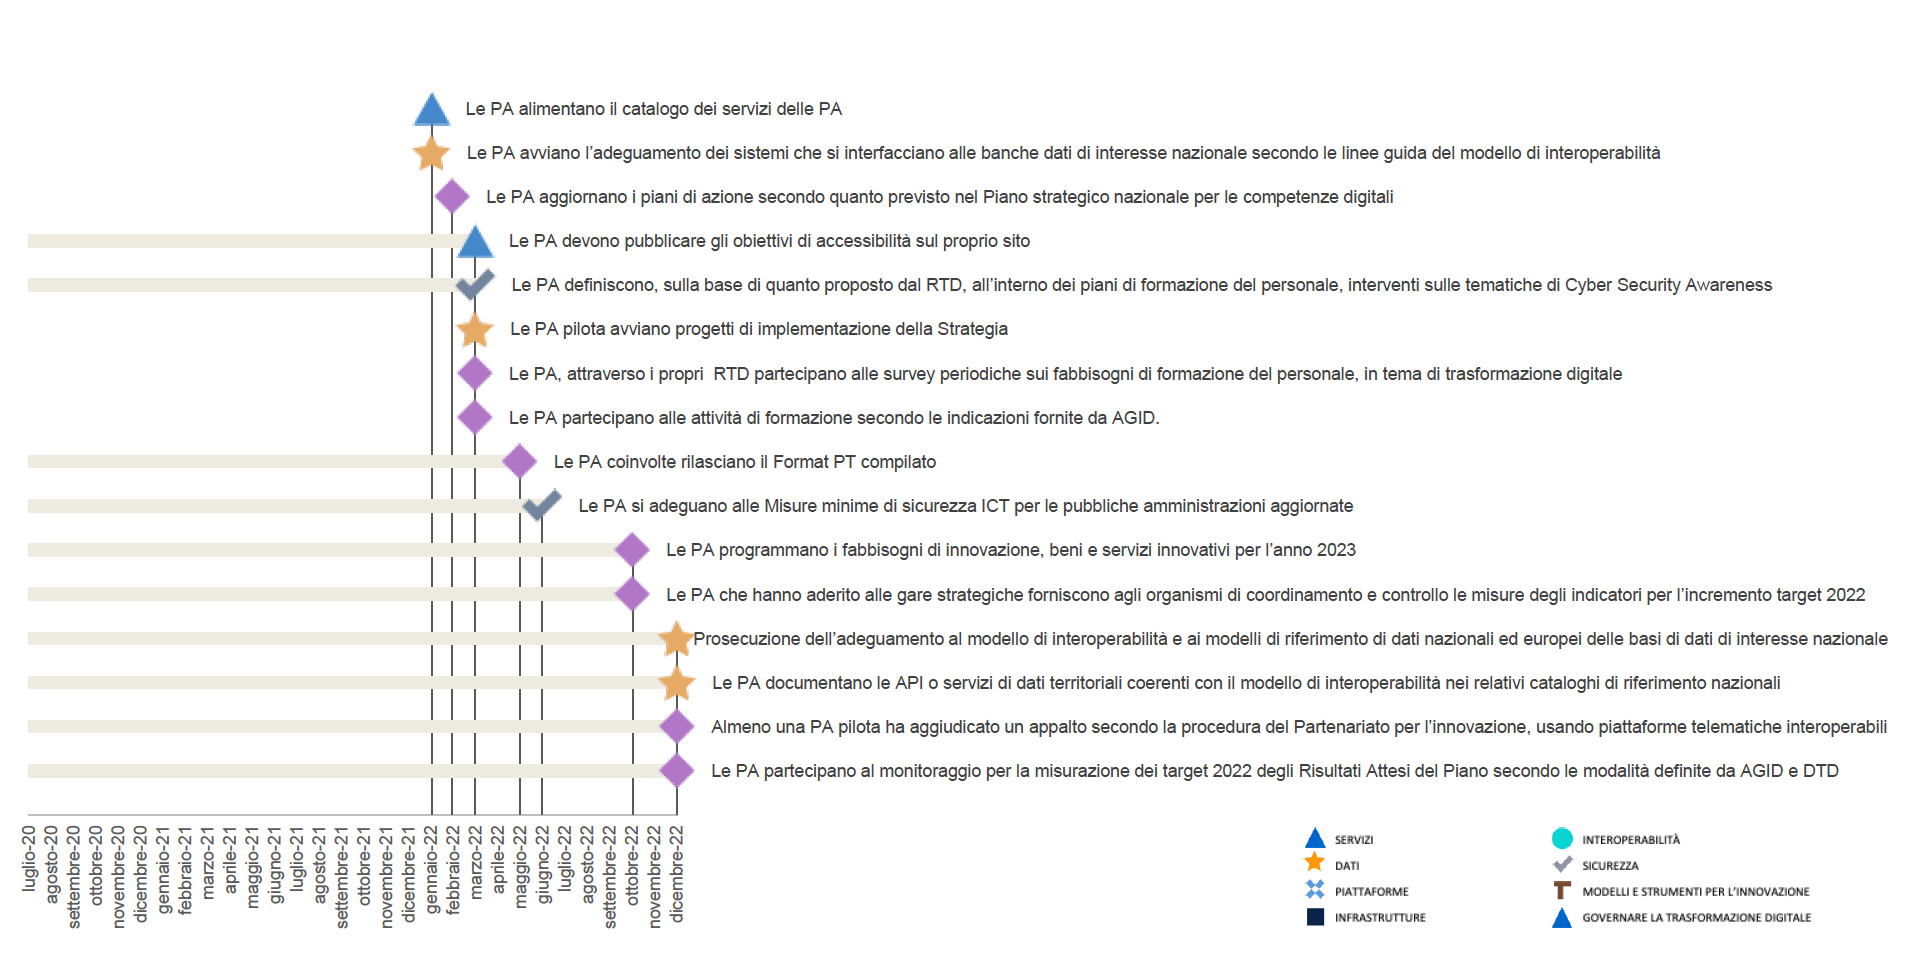 Le PA alimentano il catalogo dei servizi delle PA
Le PA avviano l’adeguamento dei sistemi che si interfacciano alle banche dati di interesse nazionale secondo le linee guida del modello di interoperabilità
Le PA aggiornano i piani di azione secondo quanto previsto nel Piano strategico nazionale per le competenze digitali
Le PA devono pubblicare gli obiettivi di accessibilità sul proprio sito
Le PA definiscono, sulla base di quanto proposto dal RTD, all’interno dei piani di formazione del personale, interventi sulle tematiche di Cyber Security Awareness
Le PA pilota avviano progetti di implementazione della Strategia
Le PA, attraverso i propri  RTD partecipano alle survey periodiche sui fabbisogni di formazione del personale, in tema di trasformazione digitale
Le PA partecipano alle attività di formazione secondo le indicazioni fornite da AGID.
Le PA coinvolte rilasciano il Format PT compilato
Le PA si adeguano alle Misure minime di sicurezza ICT per le pubbliche amministrazioni aggiornate
Le PA programmano i fabbisogni di innovazione, beni e servizi innovativi per l’anno 2023
Le PA che hanno aderito alle gare strategiche forniscono agli organismi di coordinamento e controllo le misure degli indicatori per l’incremento target 2022
Prosecuzione dell’adeguamento al modello di interoperabilità e ai modelli di riferimento di dati nazionali ed europei delle basi di dati di interesse nazionale
Le PA documentano le API o servizi di dati territoriali coerenti con il modello di interoperabilità nei relativi cataloghi di riferimento nazionali
Almeno una PA pilota ha aggiudicato un appalto secondo la procedura del Partenariato per l’innovazione, usando piattaforme telematiche interoperabili
Le PA partecipano al monitoraggio per la misurazione dei target 2022 degli Risultati Attesi del Piano secondo le modalità definite da AGID e DTD
luglio-20
agosto-20
settembre-20
ottobre-20
novembre-20
dicembre-20
gennaio-21
febbraio-21
marzo-21
aprile-21
maggio-21
giugno-21
luglio-21
agosto-21
settembre-21
ottobre-21
novembre-21
dicembre-21
gennaio-22
febbraio-22
marzo-22
aprile-22
maggio-22
giugno-22
luglio-22
agosto-22
settembre-22
ottobre-22
novembre-22
dicembre-22
SERVIZI
DATI
PIATTAFORME
INFRASTRUTTURE
INTEROPERABILITÀ
SICUREZZA
MODELLI E STRUMENTI PER L’INNOVAZIONE
GOVERNARE LA TRASFORMAZIONE DIGITALE